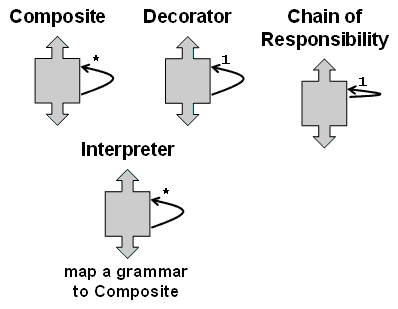 Composite
Decorator
Chain of
Responsibility
*
1
1
Interpreter
*
map a grammar
to Composite